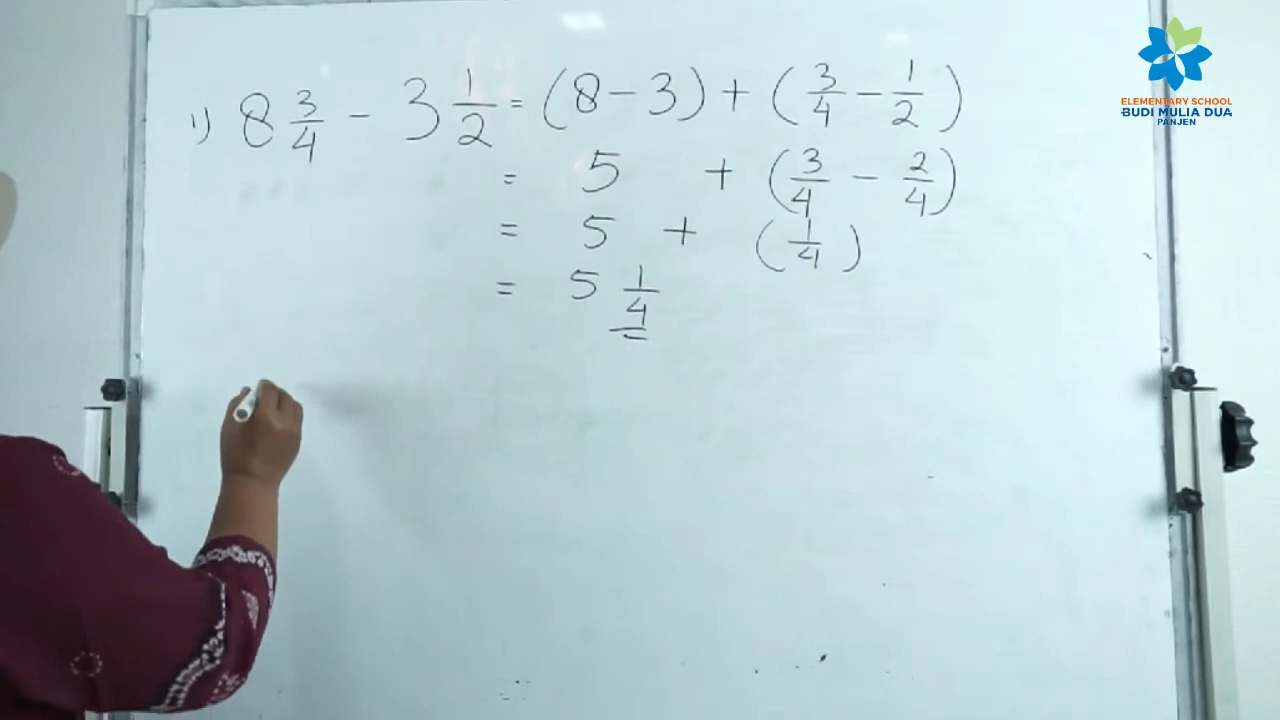 1) 8 3/4 - 3 1/2 = (8 - 3) + (3/4 - 1/2)
= 5 + (3/4 - 2/4)
= 5 + (1/4)
= 5 1/4
ELEMENTARY SCHOOL
BUDI MULIA DUA
PANJEN